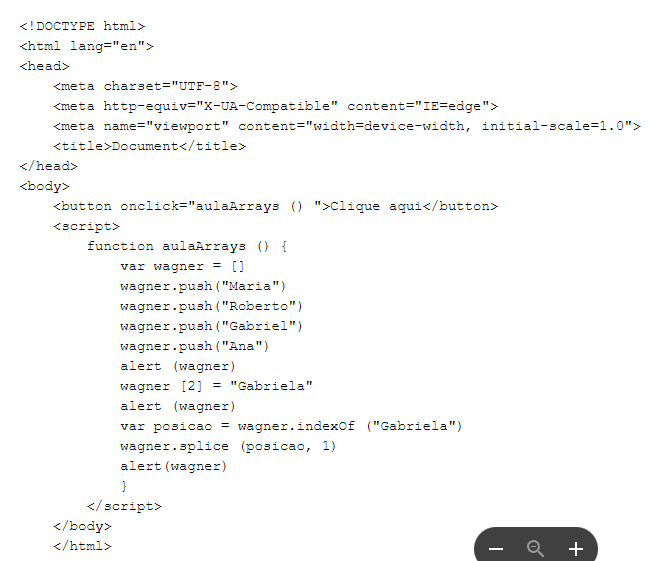 <!DOCTYPE html>
<html lang="en">
<head>
    <meta charset="UTF-8">
    <meta http-equiv="X-UA-Compatible" content="IE=edge">
    <meta name="viewport" content="width=device-width, initial-scale=1.0">
    <title>Document</title>
</head>
<body>
    <button onclick="aulaArrays () ">Clique aqui</button>
    <script>
        function aulaArrays () {
            var wagner = []
            wagner.push("Maria")
            wagner.push("Roberto")
            wagner.push("Gabriel")
            wagner.push("Ana")
            alert (wagner)
            wagner [2] = "Gabriela"
            alert (wagner)
            var posicao = wagner.indexOf ("Gabriela")
            wagner.splice (posicao, 1)
            alert(wagner)
            }
        </script>
    </body>
    </html>